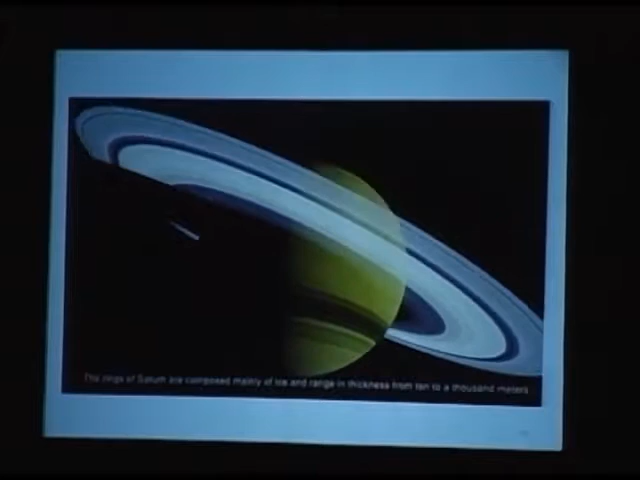 The rings of Saturn are composed mainly of ice and range in thickness from ten to a thousand meters